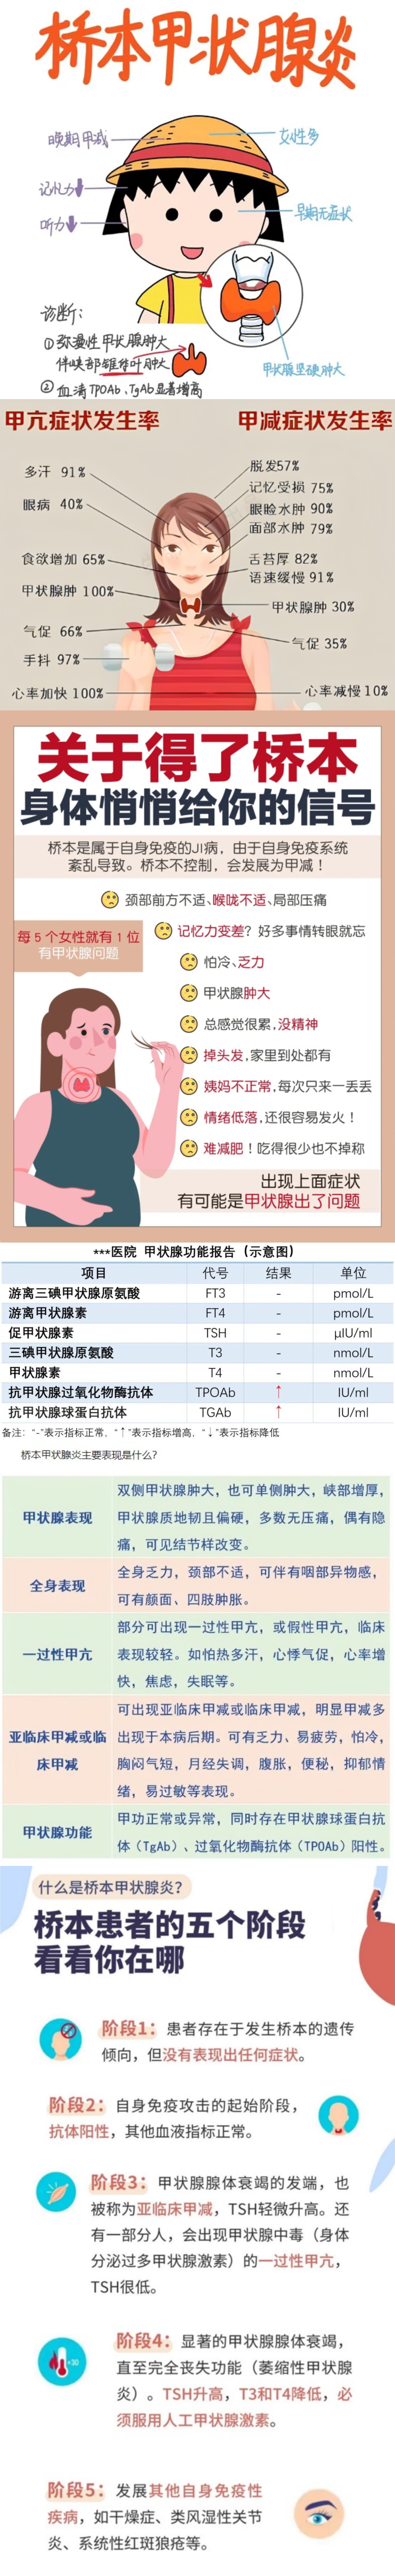 桥本甲状腺炎
晚期甲减
女性多
记忆力↓
早期无症状
听力↓
诊断:
①弥漫性甲状腺肿大
伴峡部锥体叶肿大
②血清TPOAb、TgAb显著增高
甲状腺坚硬肿大
甲亢症状发生率
甲减症状发生率
多汗 91%
脱发57%
记忆受损 75%
眼病 40%
眼睑水肿 90%
面部水肿 79%
食欲增加 65%
舌苔厚 82%
语速缓慢 91%
甲状腺肿 100%
甲状腺肿 30%
气促 66%
气促 35%
手抖 97%
心率加快 100%
心率减慢 10%
关于得了桥本
身体悄悄给你的信号
桥本是属于自身免疫的JI病，由于自身免疫系统
紊乱导致。桥本不控制，会发展为甲减！
颈部前方不适、喉咙不适、局部压痛
每5个女性就有1位
有甲状腺问题
记忆力变差？好多事情转眼就忘
怕冷、乏力
甲状腺肿大
总感觉很累，没精神
掉头发，家里到处都有
姨妈不正常，每次只来一丢丢
情绪低落，还很容易发火！
难减肥！吃得很少也不掉称
出现上面症状
有可能是甲状腺出了问题
***医院 甲状腺功能报告（示意图）
项目 代号 结果 单位
游离三碘甲状腺原氨酸 FT3 - pmol/L
游离甲状腺素 FT4 - pmol/L
促甲状腺素 TSH - μIU/ml
三碘甲状腺原氨酸 T3 - nmol/L
甲状腺素 T4 - nmol/L
抗甲状腺过氧化物酶抗体 TPOAb ↑ IU/ml
抗甲状腺球蛋白抗体 TGAb ↑ IU/ml
备注：“-”表示指标正常，“↑”表示指标增高，“↓”表示指标降低
桥本甲状腺炎主要表现是什么？
甲状腺表现
双侧甲状腺肿大，也可单侧肿大，峡部增厚，
甲状腺质地韧且偏硬，多数无压痛，偶有隐
痛，可见结节样改变。
全身表现
全身乏力，颈部不适，可伴有咽部异物感，
可有颜面、四肢肿胀。
一过性甲亢
部分可出现一过性甲亢，或假性甲亢，临床
表现较轻。如怕热多汗，心悸气促，心率增
快，焦虑，失眠等。
亚临床甲减或临
床甲减
可出现亚临床甲减或临床甲减，明显甲减多
出现于本病后期。可有乏力、易疲劳，怕冷，
胸闷气短，月经失调，腹胀，便秘，抑郁情
绪，易过敏等表现。
甲状腺功能
甲功正常或异常，同时存在甲状腺球蛋白抗
体（TgAb）、过氧化物酶抗体（TPOAb）阳性。
什么是桥本甲状腺炎？
桥本患者的五个阶段
看看你在哪
阶段1：患者存在于发生桥本的遗传
倾向，但没有表现出任何症状。
阶段2：自身免疫攻击的起始阶段，
抗体阳性，其他血液指标正常。
阶段3：甲状腺腺体衰竭的发端，也
被称为亚临床甲减，TSH轻微升高。还
有一部分人，会出现甲状腺中毒（身体
分泌过多甲状腺激素）的一过性甲亢，
TSH很低。
阶段4：显著的甲状腺腺体衰竭，
直至完全丧失功能（萎缩性甲状腺
炎）。TSH升高，T3和T4降低，必
须服用人工甲状腺激素。
+30
阶段5：发展其他自身免疫性
疾病，如干燥症、类风湿性关节
炎、系统性红斑狼疮等。